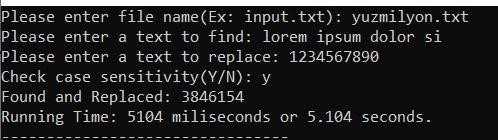 Please enter file name(Ex: input.txt): yuzmilyon.txt
Please enter a text to find: lorem ipsum dolor si
Please enter a text to replace: 1234567890
Check case sensitivity(Y/N): y
Found and Replaced: 3846154
Running Time: 5104 miliseconds or 5.104 seconds.
--------------------------------